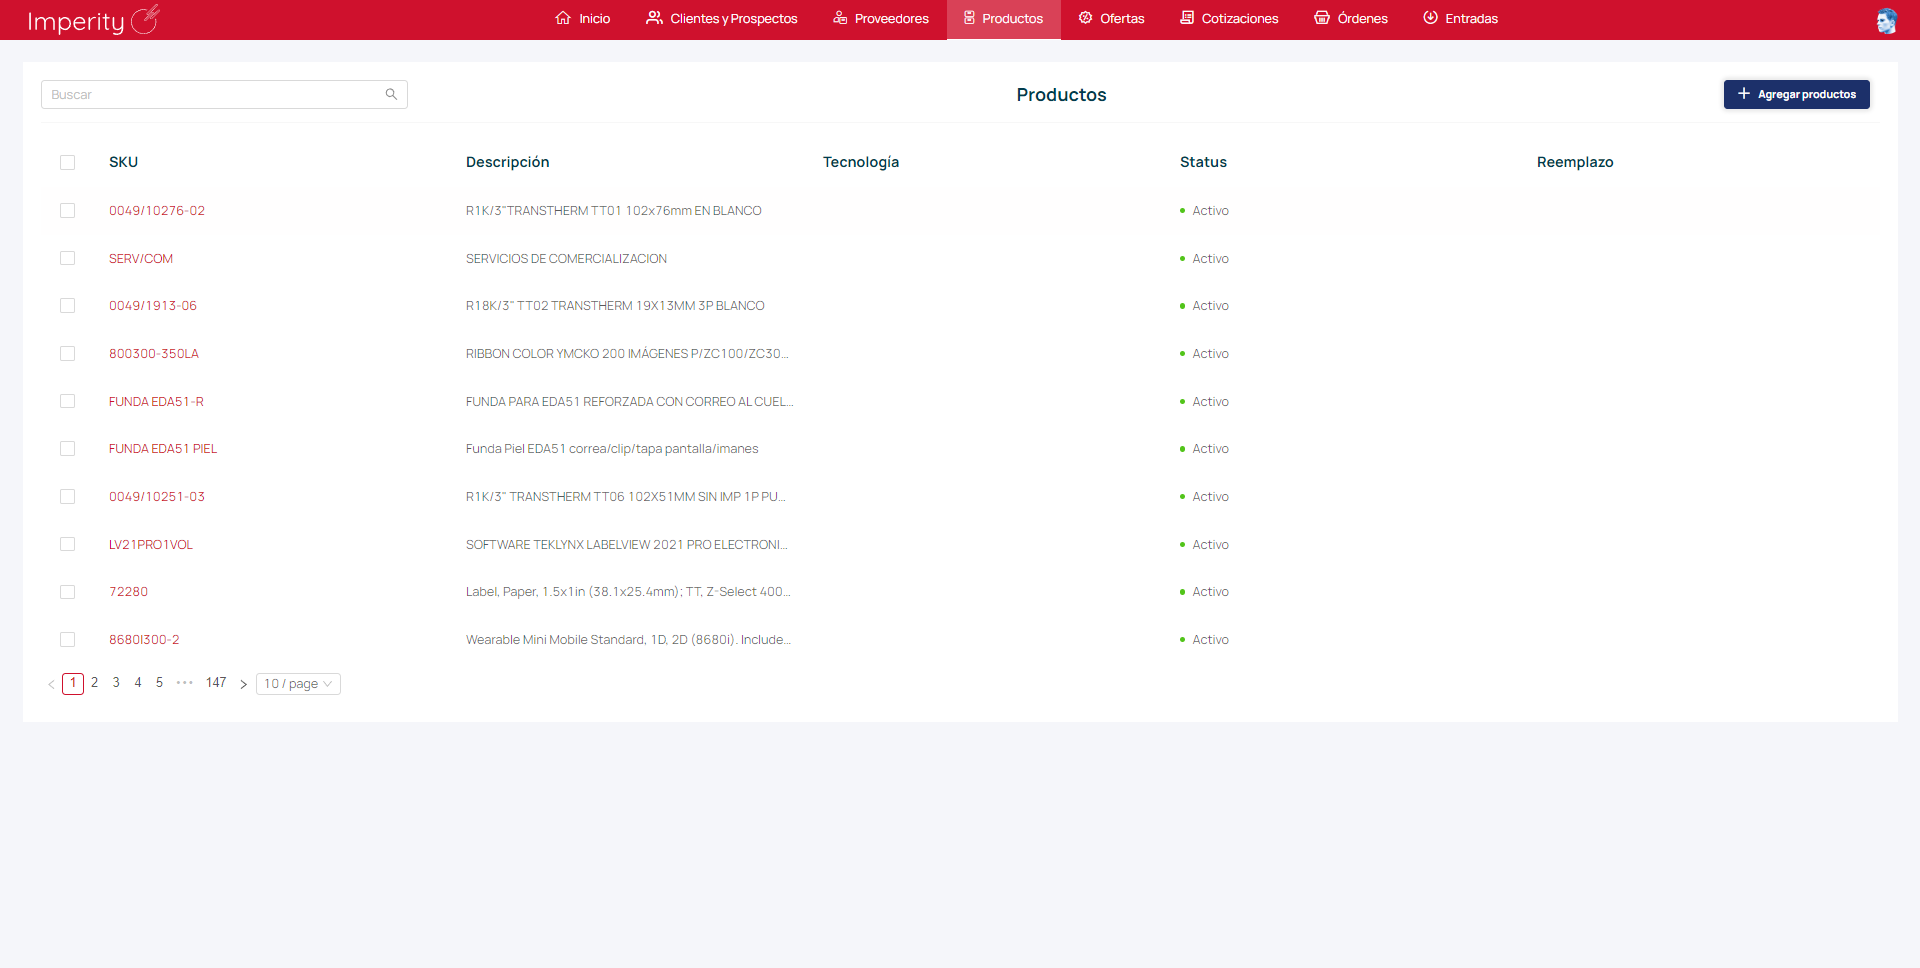 Imperity
Inicio
Clientes y Prospectos
Proveedores
Productos
Ofertas
Cotizaciones
Órdenes
Entradas
Buscar
Productos
Agregar productos
SKU Descripción Tecnología Status Reemplazo
0049/10276-02 R1K/3"TRANSTHERM TT01 102x76mm EN BLANCO Activo
SERV/COM SERVICIOS DE COMERCIALIZACION Activo
0049/1913-06 R18K/3" TT02 TRANSTHERM 19X13MM 3P BLANCO Activo
800300-350LA RIBBON COLOR YMCKO 200 IMÁGENES P/ZC100/ZC30... Activo
FUNDA EDA51-R FUNDA PARA EDA51 REFORZADA CON CORREO AL CUEL... Activo
FUNDA EDA51 PIEL Funda Piel EDA51 correa/clip/tapa pantalla/imanes Activo
0049/10251-03 R1K/3" TRANSTHERM TT06 102X51MM SIN IMP 1P PU... Activo
LV21PRO1VOL SOFTWARE TEKLYNX LABELVIEW 2021 PRO ELECTRONI... Activo
72280 Label, Paper, 1.5x1in (38.1x25.4mm); TT, Z-Select 400... Activo
8680I300-2 Wearable Mini Mobile Standard, 1D, 2D (8680i). Include... Activo
< 1 2 3 4 5 ••• 147 > 10 / page